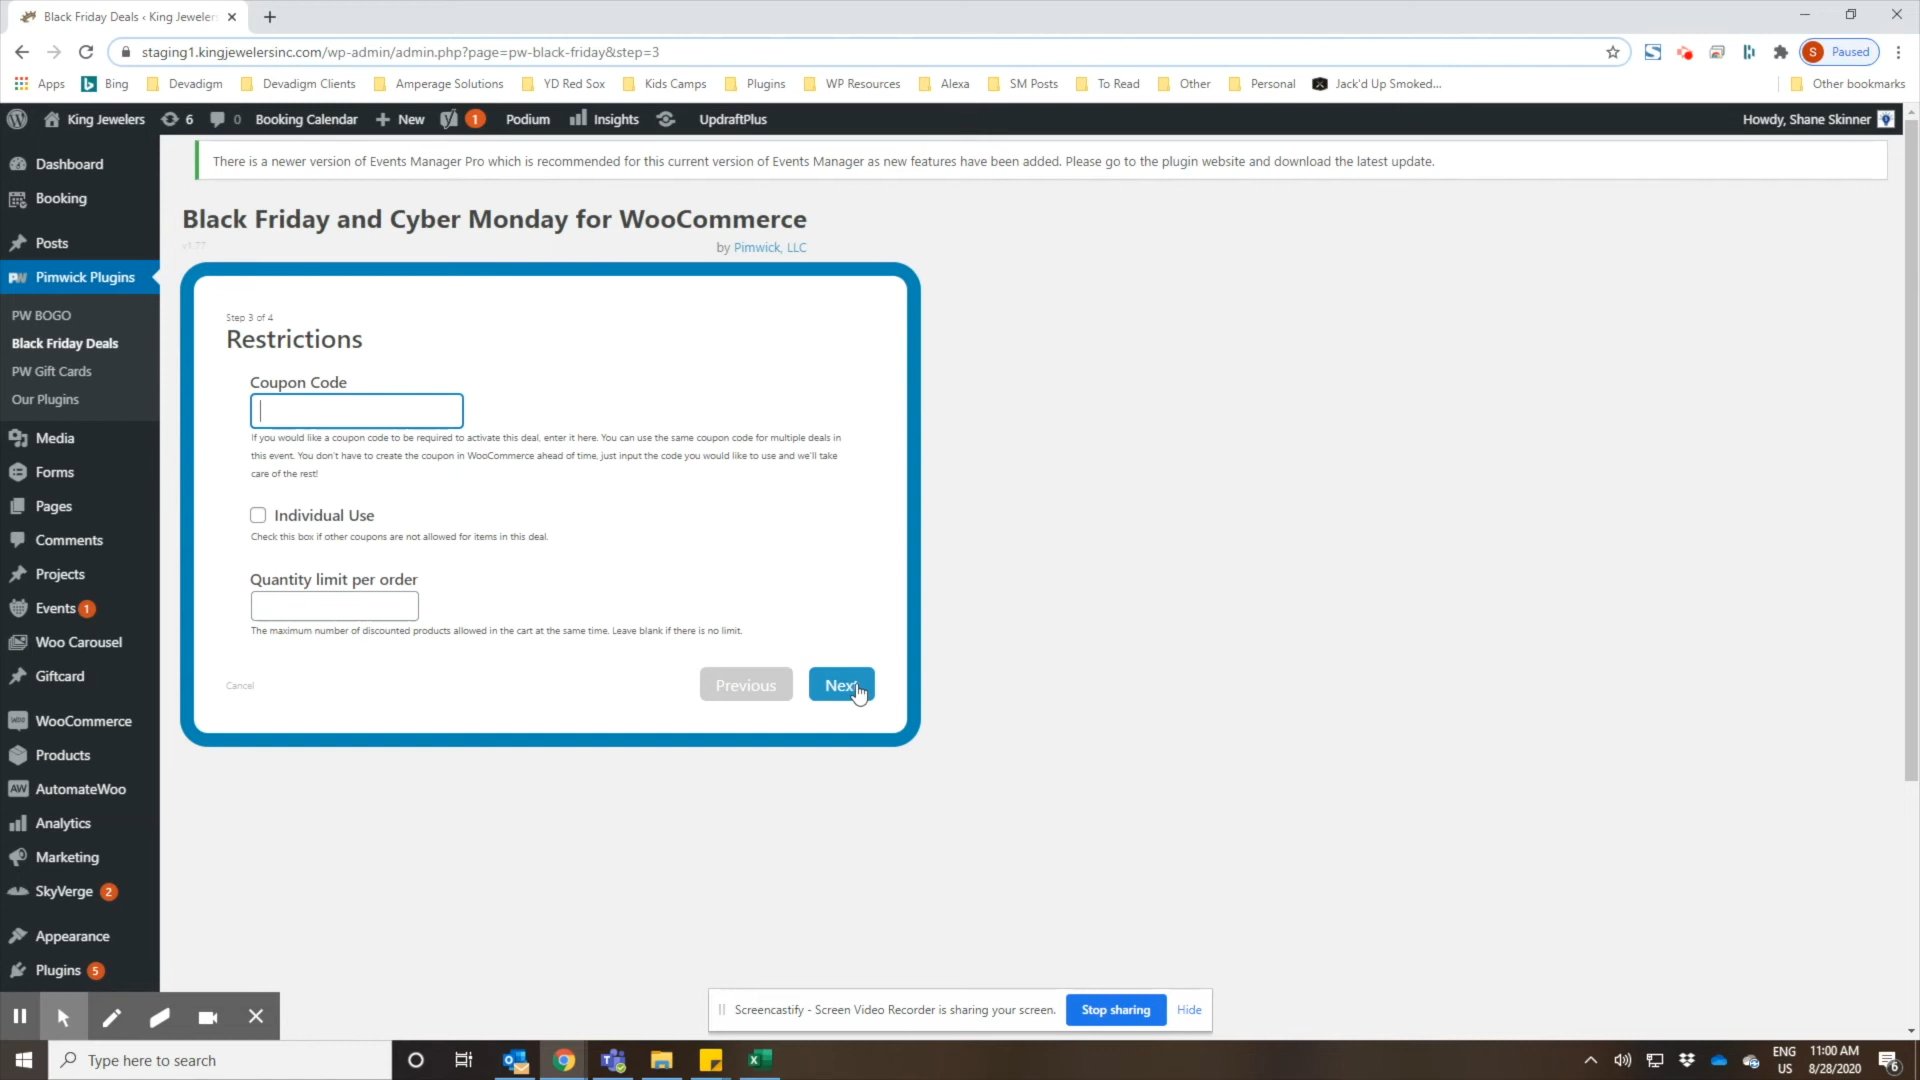 Black Friday Deals ‹ King Jewelers
staging1.kingjewelersinc.com/wp-admin/admin.php?page=pw-black-friday&step=3
S Paused
Apps Bing Devadigm Devadigm Clients Amperage Solutions YD Red Sox Kids Camps Plugins WP Resources Alexa SM Posts To Read Other Personal Jack'd Up Smoked... Other bookmarks
King Jewelers 6 0 Booking Calendar New 1 Podium Insights UpdraftPlus Howdy, Shane Skinner
There is a newer version of Events Manager Pro which is recommended for this current version of Events Manager as new features have been added. Please go to the plugin website and download the latest update.
Dashboard
Booking
Posts
Pimwick Plugins
PW BOGO
Black Friday Deals
PW Gift Cards
Our Plugins
Media
Forms
Pages
Comments
Projects
Events 1
Woo Carousel
Giftcard
WooCommerce
Products
AW AutomateWoo
Analytics
Marketing
SkyVerge 2
Appearance
Plugins 5
Black Friday and Cyber Monday for WooCommerce
by Pimwick, LLC
Step 3 of 4
Restrictions
Coupon Code
If you would like a coupon code to be required to activate this deal, enter it here. You can use the same coupon code for multiple deals in
this event. You don't have to create the coupon in WooCommerce ahead of time, just input the code you would like to use and we'll take
care of the rest!
Individual Use
Check this box if other coupons are not allowed for items in this deal.
Quantity limit per order
The maximum number of discounted products allowed in the cart at the same time. Leave blank if there is no limit.
Cancel
Previous
Next
Screencastify - Screen Video Recorder is sharing your screen. Stop sharing Hide
Type here to search
ENG
US
11:00 AM
8/28/2020
6